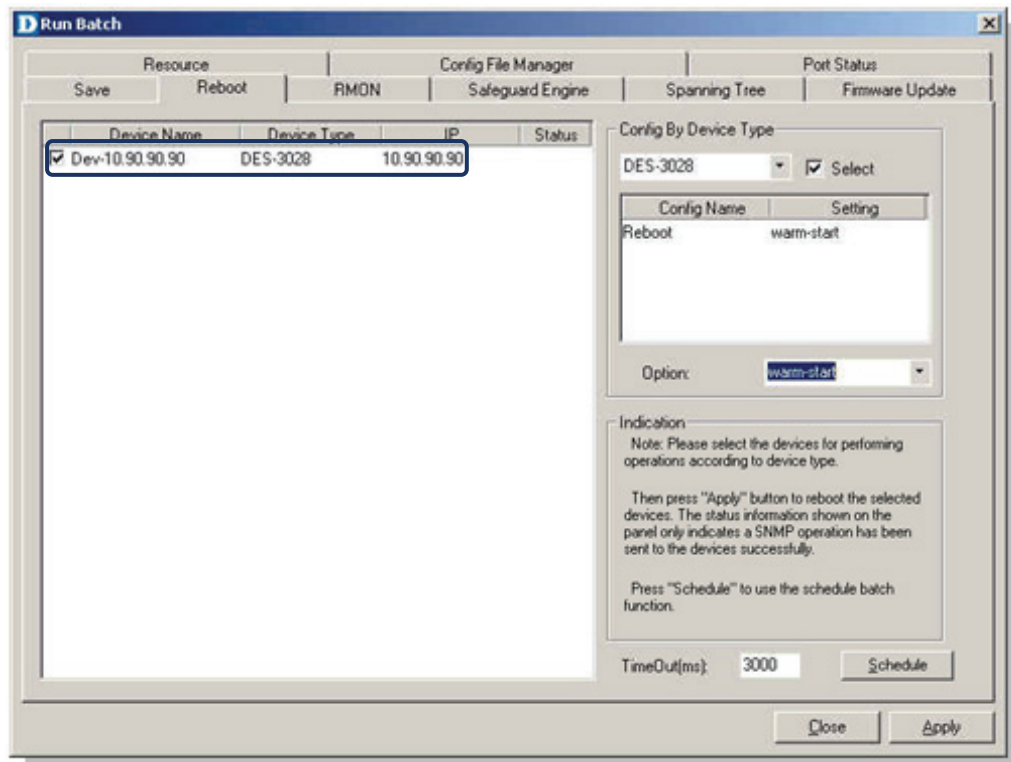 D Run Batch
Resource Config File Manager Port Status
Save Reboot RMON Safeguard Engine Spanning Tree Firmware Update
Device Name Device Type IP Status
Dev-10.90.90.90 DES-3028 10.90.90.90
Config By Device Type
DES-3028 Select
Config Name Setting
Reboot warm-start
Option: warm-start
Indication
Note: Please select the devices for performing
operations according to device type.
Then press "Apply" button to reboot the selected
devices. The status information shown on the
panel only indicates a SNMP operation has been
sent to the devices successfully.
Press "Schedule" to use the schedule batch
function.
TimeOut(ms): 3000 Schedule
Close Apply